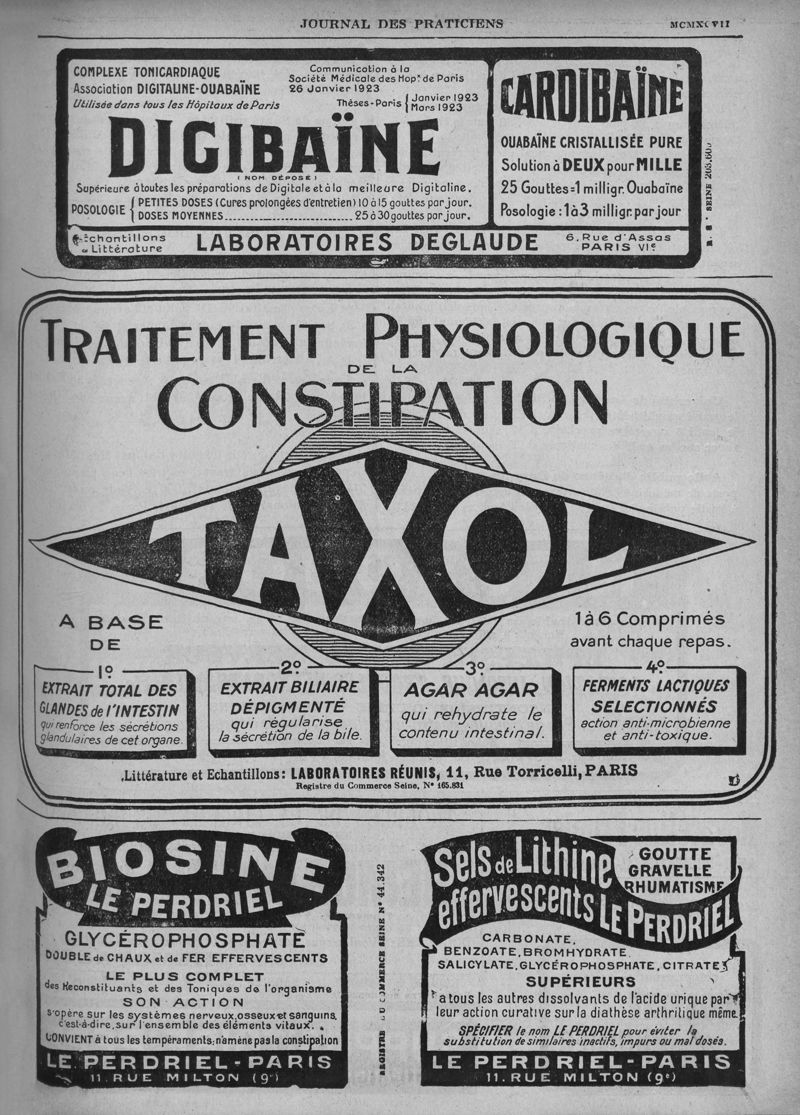 JOURNAL DES PRATICIENS
MCMXCVII
COMPLEXE TONICARDIAQUE
Association DIGITALINE-OUABAÏNE
Utilisée dans tous les Hôpitaux de Paris
Communication à la
Société Médicale des Hop.x de Paris
26 Janvier 1923
Thèses-Paris { Janvier 1923
Mars 1923
DIGIBAÏNE
( NOM DÉPOSÉ )
Supérieure à toutes les préparations de Digitale et à la meilleure Digitaline.
POSOLOGIE { PETITES DOSES (Cures prolongées d'entretien) 10 à 15 gouttes par jour.
DOSES MOYENNES........................25 à 30 gouttes par jour.
CARDIBAÏNE
OUABAÏNE CRISTALLISÉE PURE
Solution à DEUX pour MILLE
25 Gouttes=1 milligr. Ouabaïne
Posologie : 1 à 3 milligr. par jour
Échantillons
& Littérature
LABORATOIRES DEGLAUDE
6. Rue d'Assas
PARIS VIe
TRAITEMENT PHYSIOLOGIQUE
DE LA
CONSTIPATION
TAXOL
A BASE
DE
1 à 6 Comprimés
avant chaque repas.
1º
EXTRAIT TOTAL DES
GLANDES de l'INTESTIN
qui renforce les sécrétions
glandulaires de cet organe.
2º
EXTRAIT BILIAIRE
DÉPIGMENTÉ
qui régularise
la sécrétion de la bile.
3º
AGAR AGAR
qui rehydrate le
contenu intestinal.
4º
FERMENTS LACTIQUES
SELECTIONNÉS
action anti-microbienne
et anti-toxique.
Littérature et Echantillons: LABORATOIRES RÉUNIS, 11, Rue Torricelli, PARIS
Registre du Commerce Seine, Nº 165.831
BIOSINE
LE PERDRIEL
GLYCÉROPHOSPHATE
DOUBLE de CHAUX et de FER EFFERVESCENTS
LE PLUS COMPLET
des Reconstituants et des Toniques de l'organisme
SON ACTION
s'opère sur les systèmes nerveux, osseux et sanguins,
c'est-à-dire, sur l'ensemble des éléments vitaux.
CONVIENT à tous les tempéraments; n'amène pas la constipation
LE PERDRIEL - PARIS
11. RUE MILTON (9e)
REGISTRE DU COMMERCE SEINE Nº 44.342
Sels de Lithine
effervescents LE PERDRIEL
GOUTTE
GRAVELLE
RHUMATISME
CARBONATE,
BENZOATE, BROMHYDRATE,
SALICYLATE, GLYCÉROPHOSPHATE, CITRATE
SUPÉRIEURS
a tous les autres dissolvants de l'acide urique par
leur action curative sur la diathèse arthritique même.
SPÉCIFIER le nom LE PERDRIEL pour éviter la
substitution de similaires inactifs, impurs ou mal dosés.
LE PERDRIEL - PARIS
11. RUE MILTON (9e)